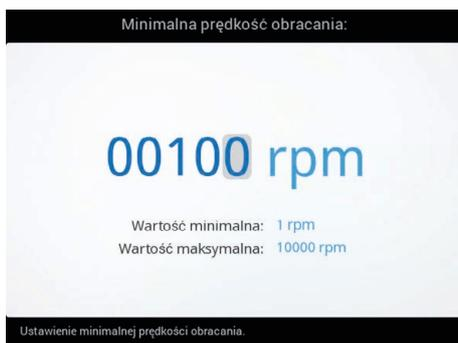 Minimalna prędkość obracania:
00100 rpm
Wartość minimalna: 1 rpm
Wartość maksymalna: 10000 rpm
Ustawienie minimalnej prędkości obracania.